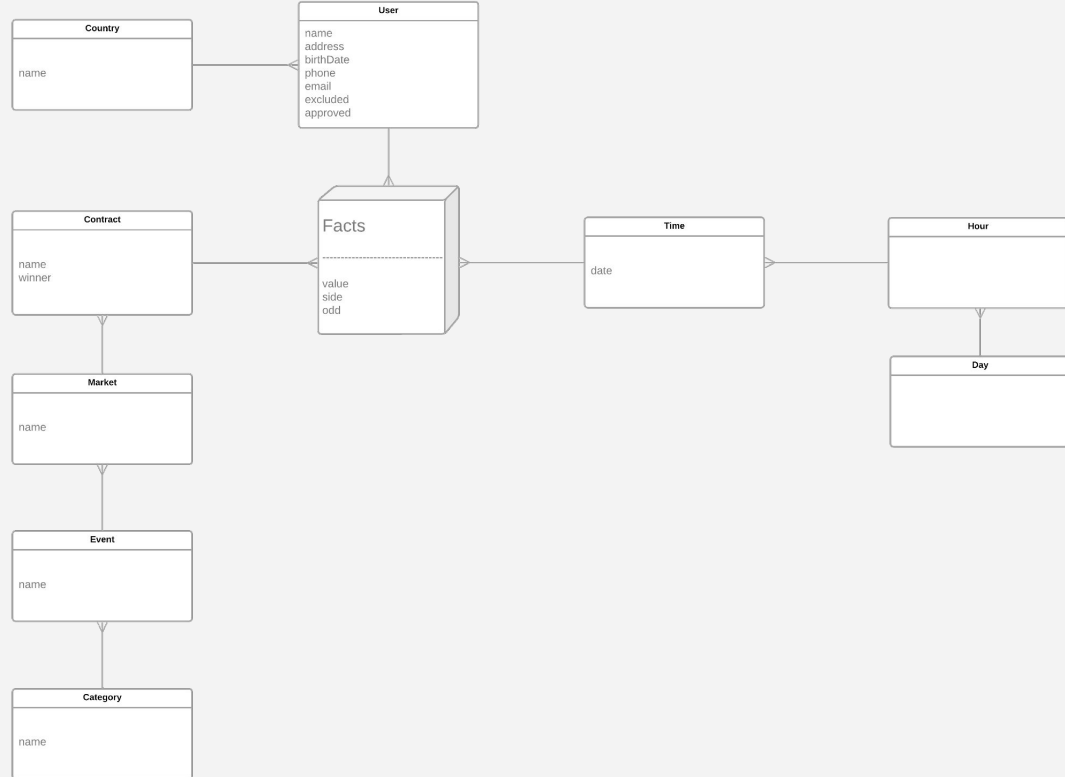 Country
name
User
name
address
birthDate
phone
email
excluded
approved
Contract
name
winner
Facts
value
side
odd
Time
date
Hour
Day
Market
name
Event
name
Category
name